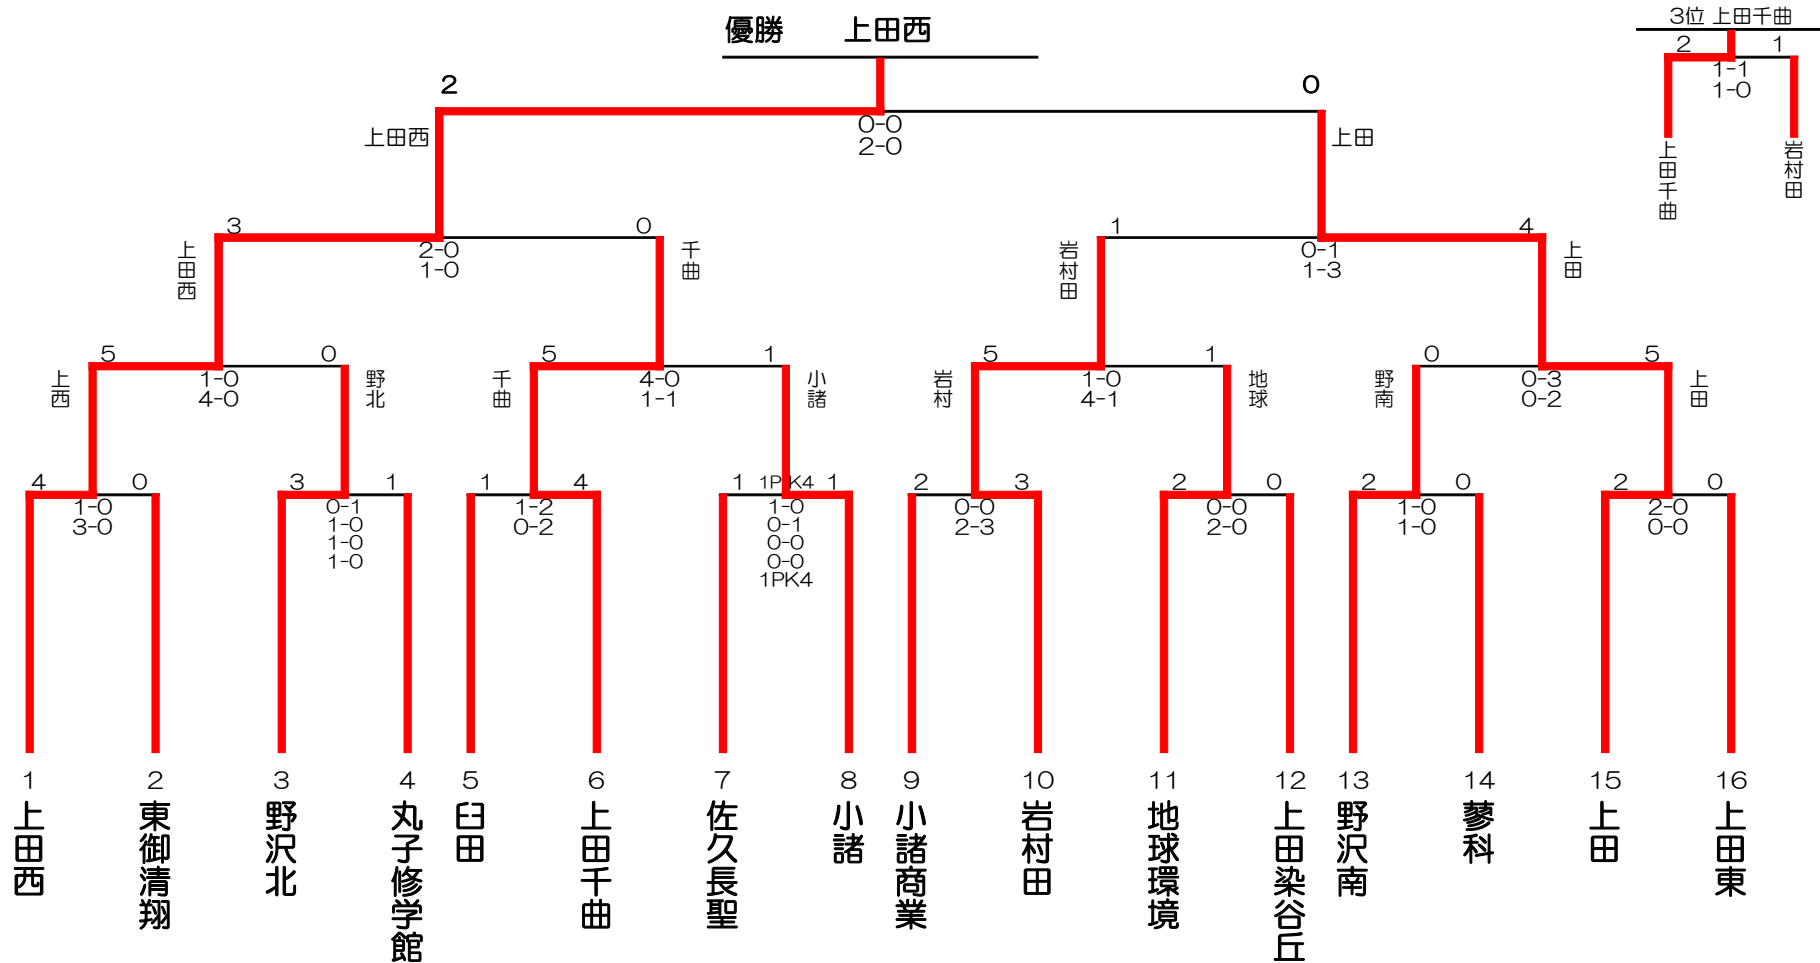 優勝 上田西
3位 上田千曲
2 1
1-1
1-0
上田千曲 岩村田
2 0
0-0
2-0
上田西 上田
3 0 1 4
2-0 0-1
1-0 1-3
上田西 千曲 岩村田 上田
5 0 5 1 5 1 0 5
1-0 4-0 1-0 0-3
4-0 1-1 4-1 0-2
上西 野北 千曲 小諸 岩村 地球 野南 上田
4 0 3 1 1 4 1 1PK4 1 2 3 2 0 2 0 2 0
1-0 0-1 1-2 1-0 0-0 0-0 1-0 2-0
3-0 1-0 0-2 0-1 2-3 2-0 1-0 0-0
1-0 0-0
1-0 0-0
1PK4
1 2 3 4 5 6 7 8 9 10 11 12 13 14 15 16
上田西
東御清翔
野沢北
丸子修学館
臼田
上田千曲
佐久長聖
小諸
小諸商業
岩村田
地球環境
上田染谷丘
野沢南
蓼科
上田
上田東